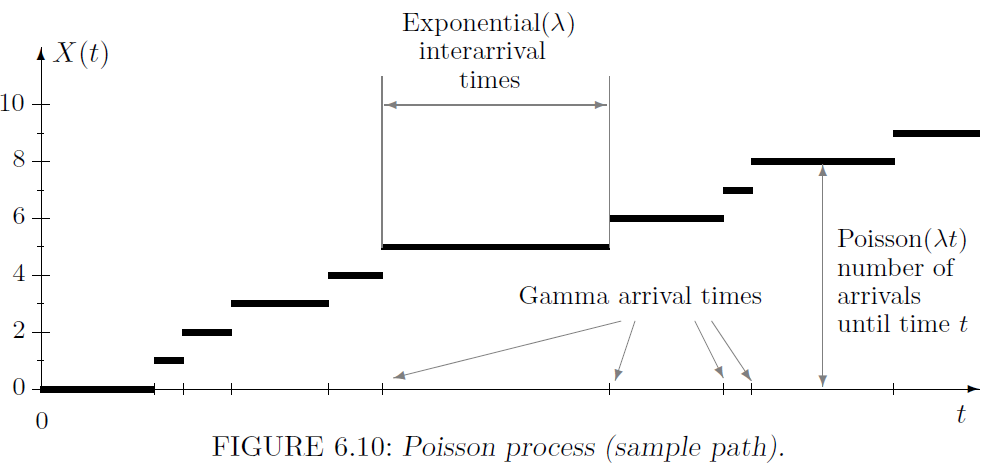 Exponential(λ)
interarrival
times
X(t)
10
8
6
4
2
0
Poisson(λt)
number of
arrivals
until time t
Gamma arrival times
0
t
FIGURE 6.10: Poisson process (sample path).